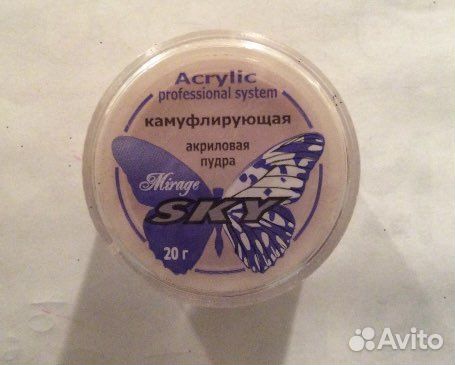 Acrylic
professional system
камуфлирующая
акриловая
пудра
Mirage
SKY
20 г
Avito